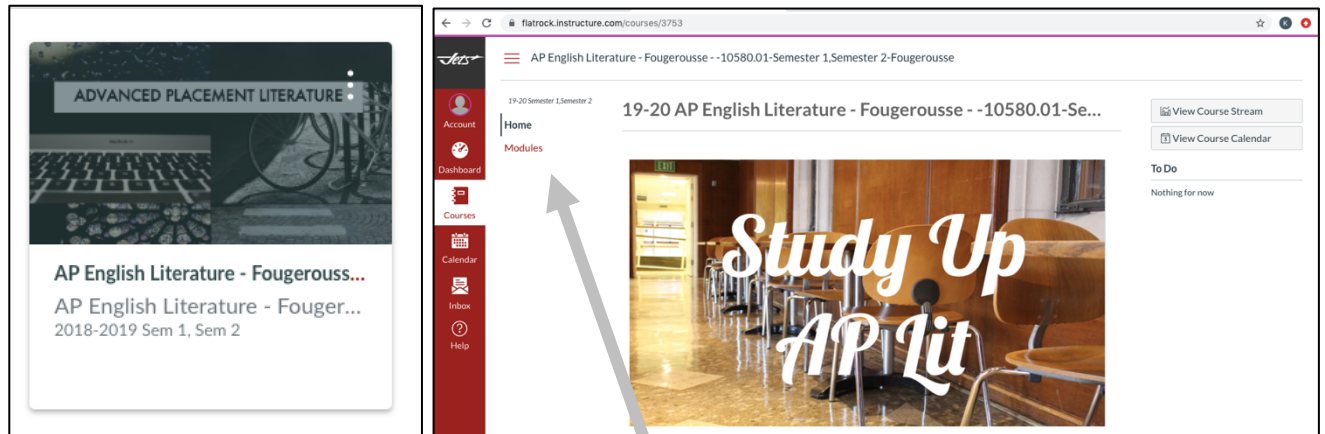 ADVANCED PLACEMENT LITERATURE
AP English Literature - Fougerouss...
AP English Literature - Fouger...
2018-2019 Sem 1, Sem 2
flatrock.instructure.com/courses/3753
K
Jets
AP English Literature - Fougerousse - -10580.01-Semester 1,Semester 2-Fougerousse
Account
Dashboard
Courses
Calendar
Inbox
Help
19-20 Semester 1,Semester 2
Home
Modules
19-20 AP English Literature - Fougerousse - -10580.01-Se...
EXIT
Study Up
AP Lit
View Course Stream
View Course Calendar
To Do
Nothing for now